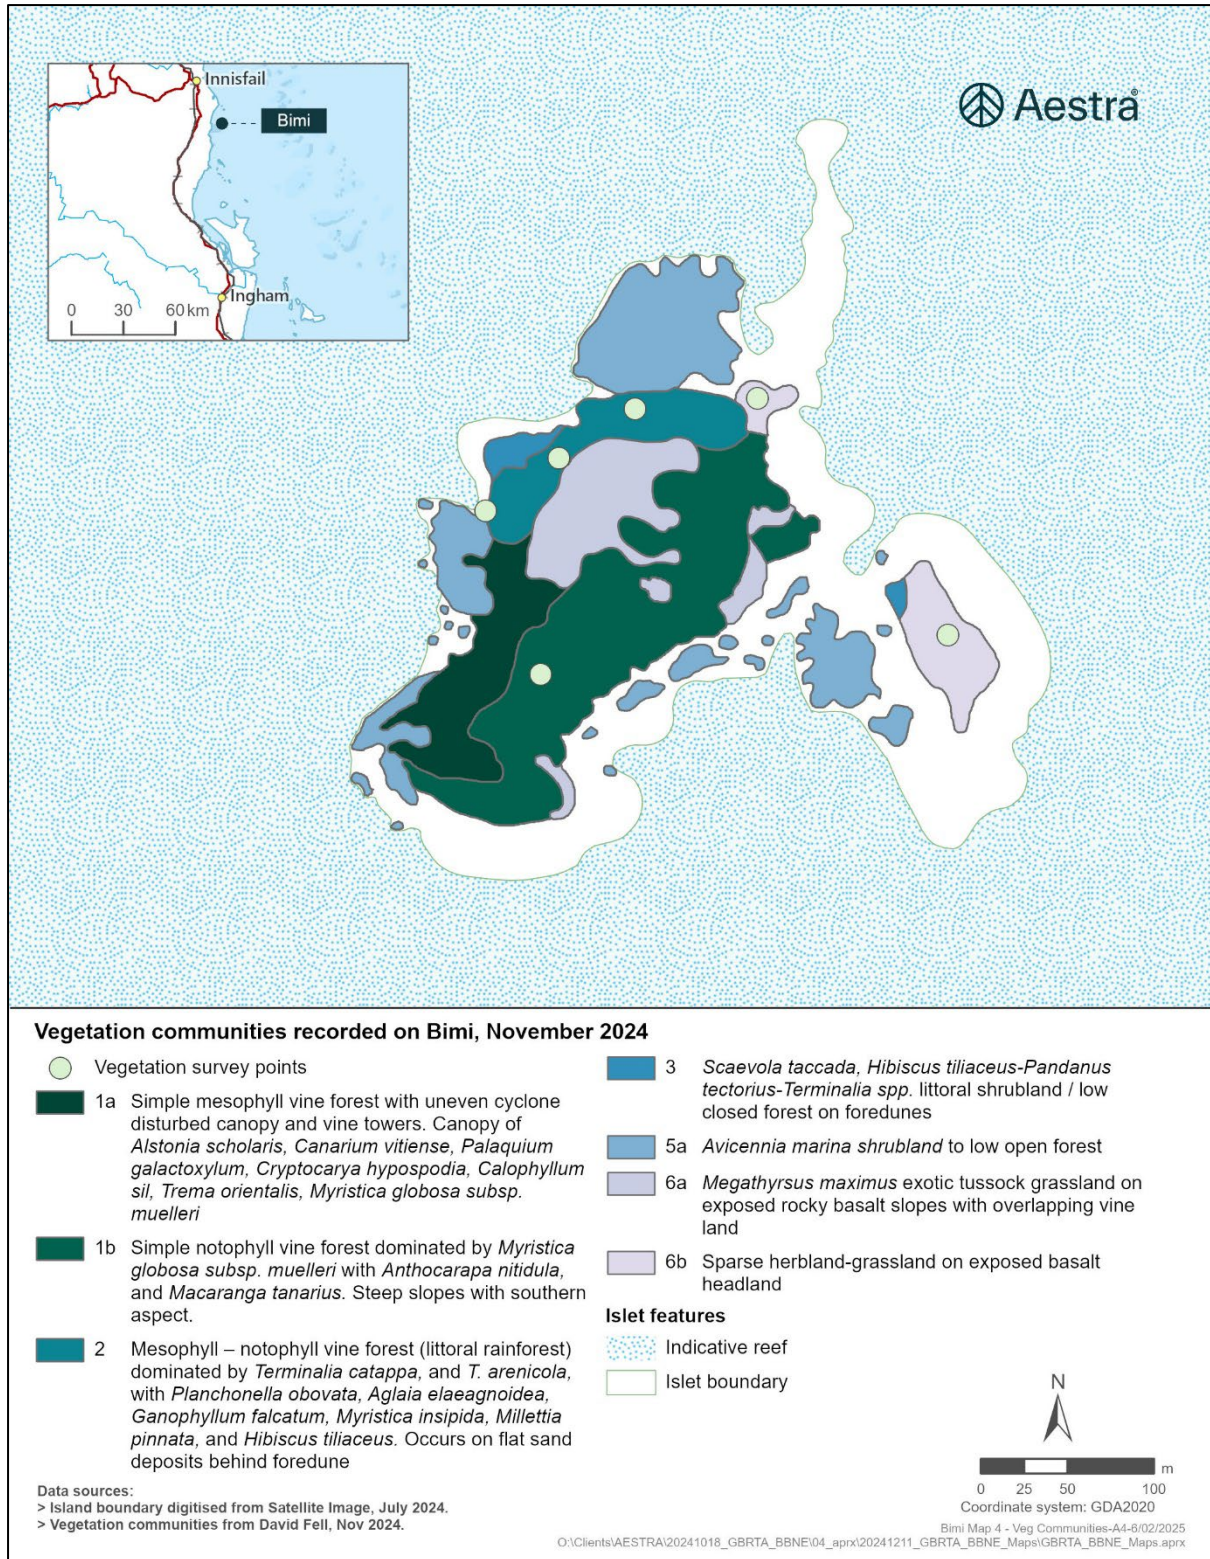 Innisfail
Bimi
Ingham
0 30 60 km
Aestra®
Vegetation communities recorded on Bimi, November 2024
Vegetation survey points
1a Simple mesophyll vine forest with uneven cyclone
disturbed canopy and vine towers. Canopy of
Alstonia scholaris, Canarium vitiense, Palaquium
galactoxylum, Cryptocarya hypospodia, Calophyllum
sil, Trema orientalis, Myristica globosa subsp.
muelleri
1b Simple notophyll vine forest dominated by Myristica
globosa subsp. muelleri with Anthocarapa nitidula,
and Macaranga tanarius. Steep slopes with southern
aspect.
2 Mesophyll – notophyll vine forest (littoral rainforest)
dominated by Terminalia catappa, and T. arenicola,
with Planchonella obovata, Aglaia elaeagnoidea,
Ganophyllum falcatum, Myristica insipida, Millettia
pinnata, and Hibiscus tiliaceus. Occurs on flat sand
deposits behind foredune
3 Scaevola taccada, Hibiscus tiliaceus-Pandanus
tectorius-Terminalia spp. littoral shrubland / low
closed forest on foredunes
5a Avicennia marina shrubland to low open forest
6a Megathyrsus maximus exotic tussock grassland on
exposed rocky basalt slopes with overlapping vine
land
6b Sparse herbland-grassland on exposed basalt
headland
Islet features
Indicative reef
Islet boundary
N
m
0 25 50 100
Coordinate system: GDA2020
Data sources:
> Island boundary digitised from Satellite Image, July 2024.
> Vegetation communities from David Fell, Nov 2024.
Bimi Map 4 - Veg Communities-A4-6/02/2025
O:\Clients\AESTRA\20241018_GBRTA_BBNE\04_aprx\20241211_GBRTA_BBNE_Maps\GBRTA_BBNE_Maps.aprx